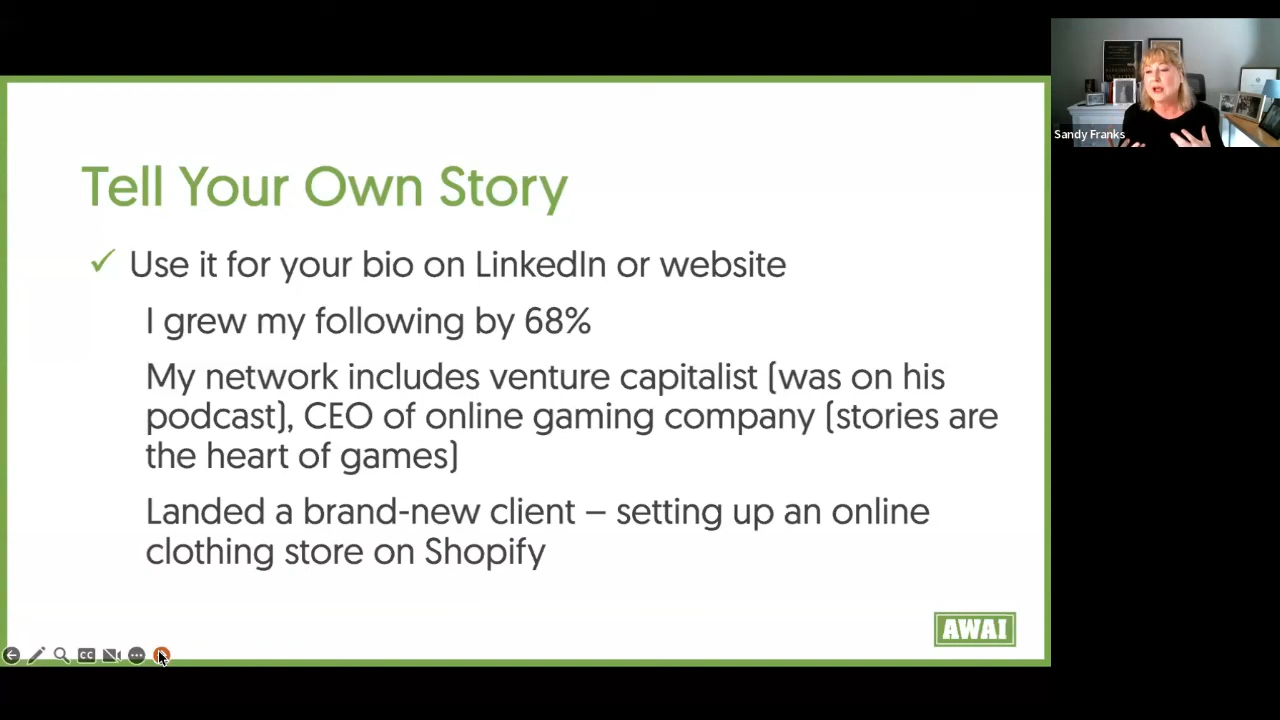 Tell Your Own Story
✓ Use it for your bio on LinkedIn or website
I grew my following by 68%
My network includes venture capitalist (was on his
podcast), CEO of online gaming company (stories are
the heart of games)
Landed a brand-new client – setting up an online
clothing store on Shopify
AWAI
CC
Sandy Franks